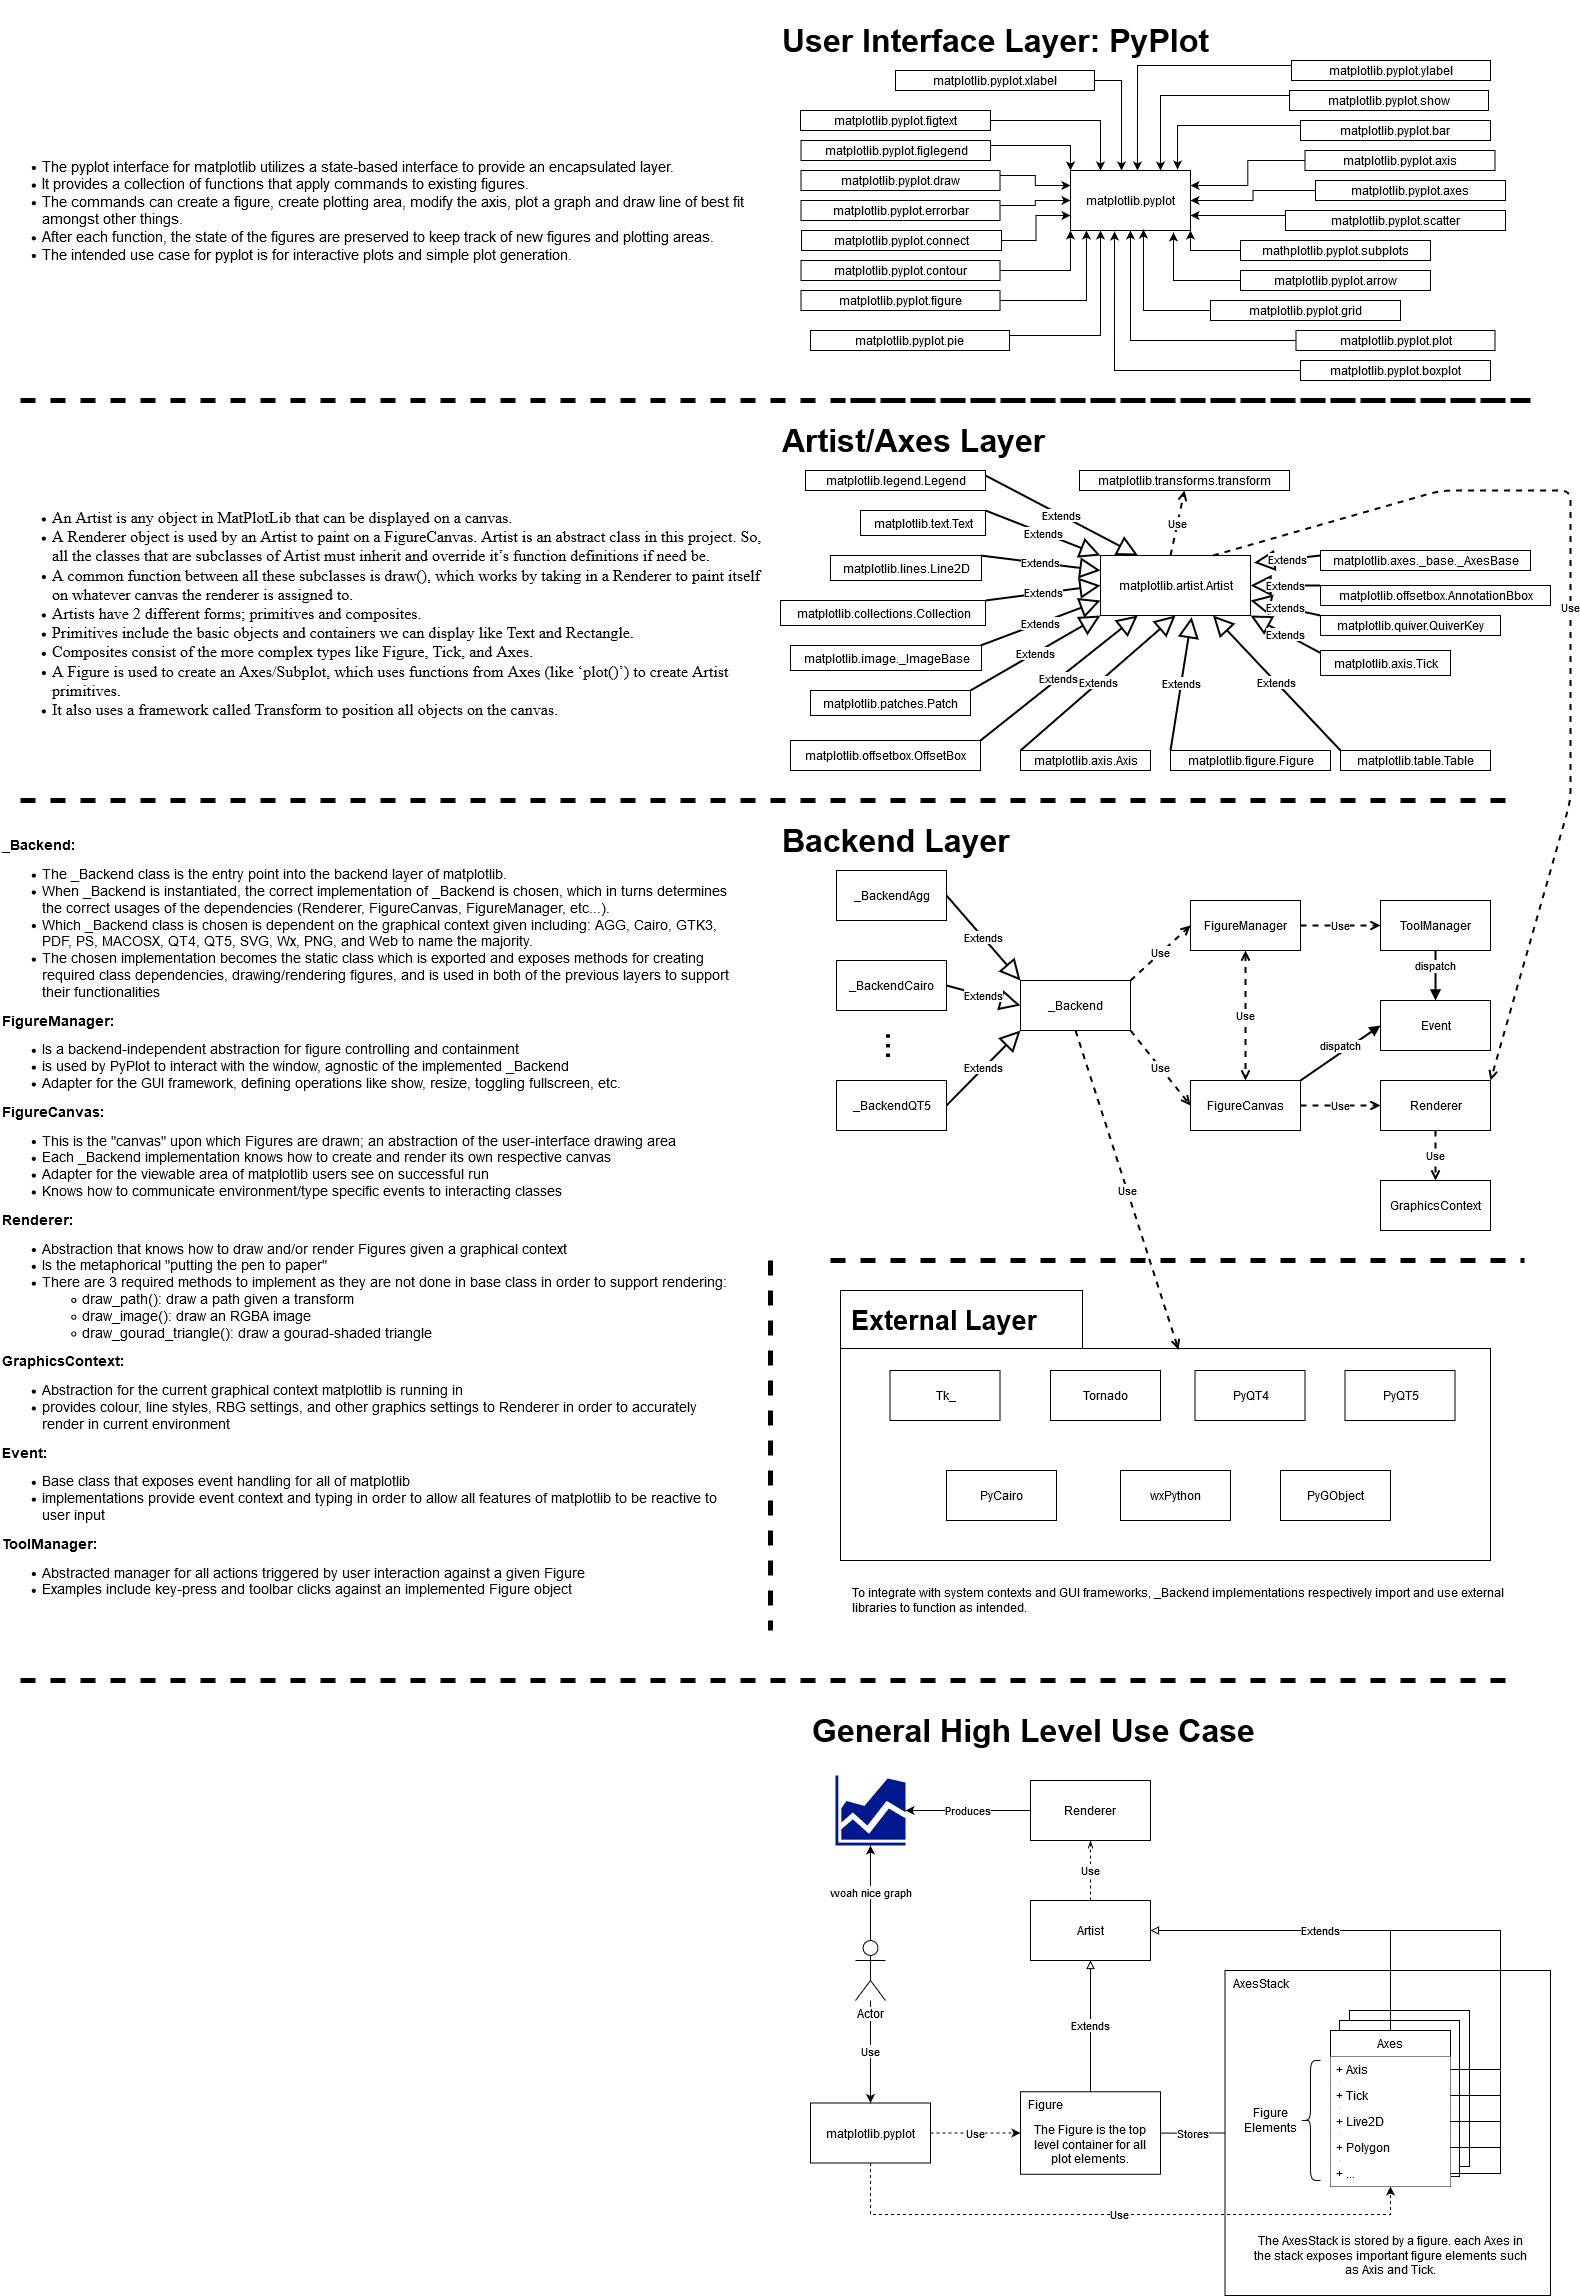 User Interface Layer: PyPlot
matplotlib.pyplot.xlabel
matplotlib.pyplot.figtext
matplotlib.pyplot.figlegend
matplotlib.pyplot.draw
matplotlib.pyplot.errorbar
matplotlib.pyplot.connect
matplotlib.pyplot.contour
matplotlib.pyplot.figure
matplotlib.pyplot.pie
matplotlib.pyplot
matplotlib.pyplot.ylabel
matplotlib.pyplot.show
matplotlib.pyplot.bar
matplotlib.pyplot.axis
matplotlib.pyplot.axes
matplotlib.pyplot.scatter
mathplotlib.pyplot.subplots
matplotlib.pyplot.arrow
matplotlib.pyplot.grid
matplotlib.pyplot.plot
matplotlib.pyplot.boxplot
• The pyplot interface for matplotlib utilizes a state-based interface to provide an encapsulated layer.
• It provides a collection of functions that apply commands to existing figures.
• The commands can create a figure, create plotting area, modify the axis, plot a graph and draw line of best fit
amongst other things.
• After each function, the state of the figures are preserved to keep track of new figures and plotting areas.
• The intended use case for pyplot is for interactive plots and simple plot generation.
Artist/Axes Layer
• An Artist is any object in MatPlotLib that can be displayed on a canvas.
• A Renderer object is used by an Artist to paint on a FigureCanvas. Artist is an abstract class in this project. So,
all the classes that are subclasses of Artist must inherit and override it’s function definitions if need be.
• A common function between all these subclasses is draw(), which works by taking in a Renderer to paint itself
on whatever canvas the renderer is assigned to.
• Artists have 2 different forms; primitives and composites.
• Primitives include the basic objects and containers we can display like Text and Rectangle.
• Composites consist of the more complex types like Figure, Tick, and Axes.
• A Figure is used to create an Axes/Subplot, which uses functions from Axes (like ‘plot()’) to create Artist
primitives.
• It also uses a framework called Transform to position all objects on the canvas.
matplotlib.legend.Legend
matplotlib.transforms.transform
Extends
Use
matplotlib.text.Text
Extends
matplotlib.lines.Line2D
Extends
matplotlib.artist.Artist
Extends
matplotlib.axes._base._AxesBase
matplotlib.collections.Collection
Extends
Extends
matplotlib.offsetbox.AnnotationBbox
Use
matplotlib.image._ImageBase
Extends
Extends
matplotlib.quiver.QuiverKey
matplotlib.patches.Patch
Extends
Extends
matplotlib.axis.Tick
matplotlib.offsetbox.OffsetBox
Extends
matplotlib.axis.Axis
Extends
matplotlib.figure.Figure
Extends
matplotlib.table.Table
Extends
Backend Layer
_Backend:
• The _Backend class is the entry point into the backend layer of matplotlib.
• When _Backend is instantiated, the correct implementation of _Backend is chosen, which in turns determines
the correct usages of the dependencies (Renderer, FigureCanvas, FigureManager, etc...).
• Which _Backend class is chosen is dependent on the graphical context given including: AGG, Cairo, GTK3,
PDF, PS, MACOSX, QT4, QT5, SVG, Wx, PNG, and Web to name the majority.
• The chosen implementation becomes the static class which is exported and exposes methods for creating
required class dependencies, drawing/rendering figures, and is used in both of the previous layers to support
their functionalities
FigureManager:
• Is a backend-independent abstraction for figure controlling and containment
• is used by PyPlot to interact with the window, agnostic of the implemented _Backend
• Adapter for the GUI framework, defining operations like show, resize, toggling fullscreen, etc.
FigureCanvas:
• This is the "canvas" upon which Figures are drawn; an abstraction of the user-interface drawing area
• Each _Backend implementation knows how to create and render its own respective canvas
• Adapter for the viewable area of matplotlib users see on successful run
• Knows how to communicate environment/type specific events to interacting classes
Renderer:
• Abstraction that knows how to draw and/or render Figures given a graphical context
• Is the metaphorical "putting the pen to paper"
• There are 3 required methods to implement as they are not done in base class in order to support rendering:
◦ draw_path(): draw a path given a transform
◦ draw_image(): draw an RGBA image
◦ draw_gourad_triangle(): draw a gourad-shaded triangle
GraphicsContext:
• Abstraction for the current graphical context matplotlib is running in
• provides colour, line styles, RBG settings, and other graphics settings to Renderer in order to accurately
render in current environment
Event:
• Base class that exposes event handling for all of matplotlib
• implementations provide event context and typing in order to allow all features of matplotlib to be reactive to
user input
ToolManager:
• Abstracted manager for all actions triggered by user interaction against a given Figure
• Examples include key-press and toolbar clicks against an implemented Figure object
_BackendAgg
Extends
_BackendCairo
Extends
⋮
_BackendQT5
Extends
_Backend
Use
FigureManager
Use
ToolManager
dispatch
Use
Event
dispatch
Use
FigureCanvas
Use
Renderer
Use
GraphicsContext
Use
External Layer
Tk_
Tornado
PyQT4
PyQT5
PyCairo
wxPython
PyGObject
To integrate with system contexts and GUI frameworks, _Backend implementations respectively import and use external
libraries to function as intended.
General High Level Use Case
Produces
Renderer
Use
woah nice graph
Artist
Extends
Actor
Extends
Use
matplotlib.pyplot
Use
Figure
The Figure is the top
level container for all
plot elements.
Stores
AxesStack
Axes
+ Axis
+ Tick
+ Live2D
+ Polygon
+ ...
Figure
Elements
Use
The AxesStack is stored by a figure. each Axes in
the stack exposes important figure elements such
as Axis and Tick.